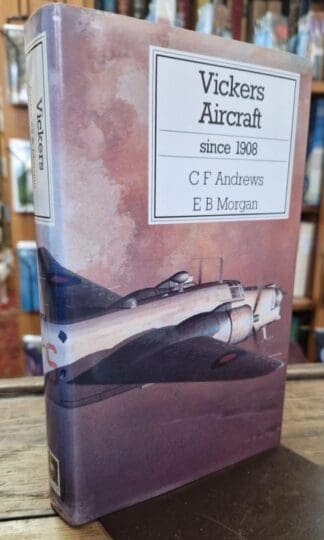 Vickers
Aircraft
since 1908
C F Andrews
E B Morgan
Vickers